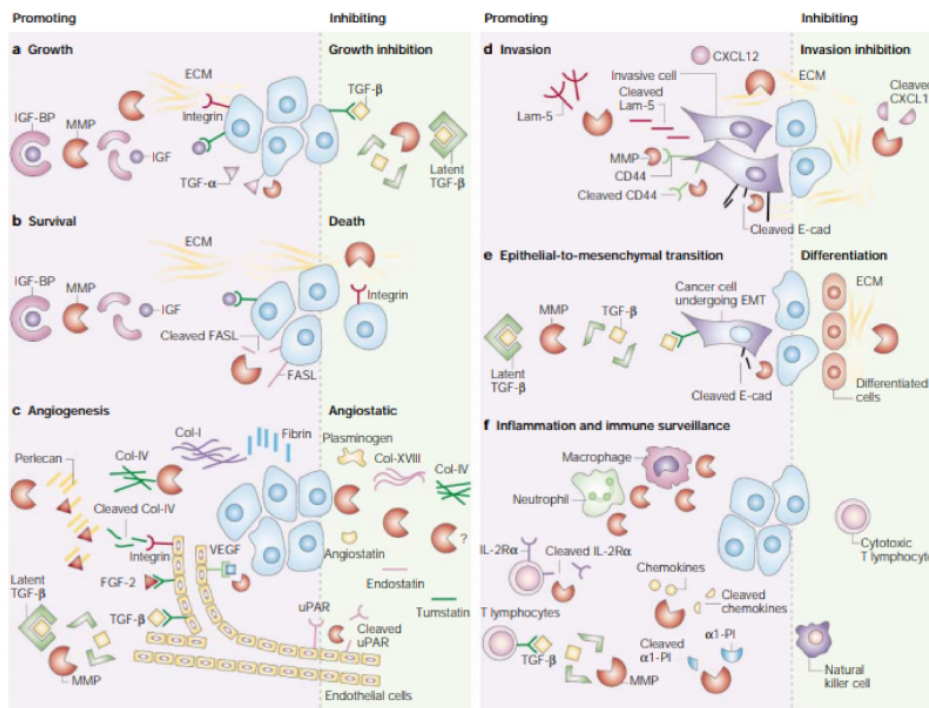 Promoting
Inhibiting
a Growth
Growth inhibition
ECM
TGF-β
IGF-BP
MMP
Integrin
IGF
TGF-α
Latent
TGF-β
b Survival
Death
ECM
IGF-BP
MMP
IGF
Integrin
Cleaved FASL
FASL
c Angiogenesis
Angiostatic
Col-I
Fibrin
Plasminogen
Col-XVIII
Perlecan
Col-IV
Col-IV
Cleaved Col-IV
?
Integrin
VEGF
Angiostatin
FGF-2
Endostatin
Latent
TGF-β
uPAR
Tumstatin
TGF-β
Cleaved
uPAR
MMP
Endothelial cells
Promoting
Inhibiting
d Invasion
Invasion inhibition
CXCL12
ECM
Invasive cell
Cleaved
Lam-5
Cleaved
CXCL1
Lam-5
MMP
CD44
Cleaved CD44
Cleaved E-cad
e Epithelial-to-mesenchymal transition
Differentiation
MMP
TGF-β
Cancer cell
undergoing EMT
ECM
Latent
TGF-β
Cleaved E-cad
Differentiated
cells
f Inflammation and immune surveillance
Macrophage
Neutrophil
IL-2Rα
Cleaved IL-2Rα
Cytotoxic
T lymphocyte
Chemokines
Cleaved
chemokines
T lymphocytes
α1-PI
Cleaved
α1-PI
TGF-β
MMP
Natural
killer cell